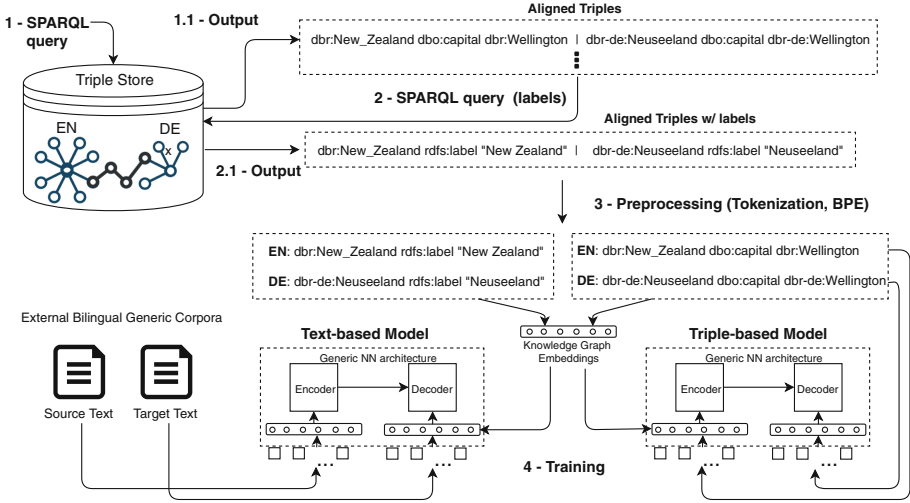 1 - SPARQL
query
1.1 - Output
Aligned Triples
dbr:New_Zealand dbo:capital dbr:Wellington | dbr-de:Neuseeland dbo:capital dbr-de:Wellington
Triple Store
2 - SPARQL query (labels)
EN
DE
x
Aligned Triples w/ labels
dbr:New_Zealand rdfs:label "New Zealand" | dbr-de:Neuseeland rdfs:label "Neuseeland"
2.1 - Output
3 - Preprocessing (Tokenization, BPE)
EN: dbr:New_Zealand rdfs:label "New Zealand"
DE: dbr-de:Neuseeland rdfs:label "Neuseeland"
EN: dbr:New_Zealand dbo:capital dbr:Wellington
DE: dbr-de:Neuseeland dbo:capital dbr-de:Wellington
External Bilingual Generic Corpora
Source Text
Target Text
Text-based Model
Generic NN architecture
Encoder
Decoder
...
...
Knowledge Graph
Embeddings
Triple-based Model
Generic NN architecture
Encoder
Decoder
...
...
4 - Training